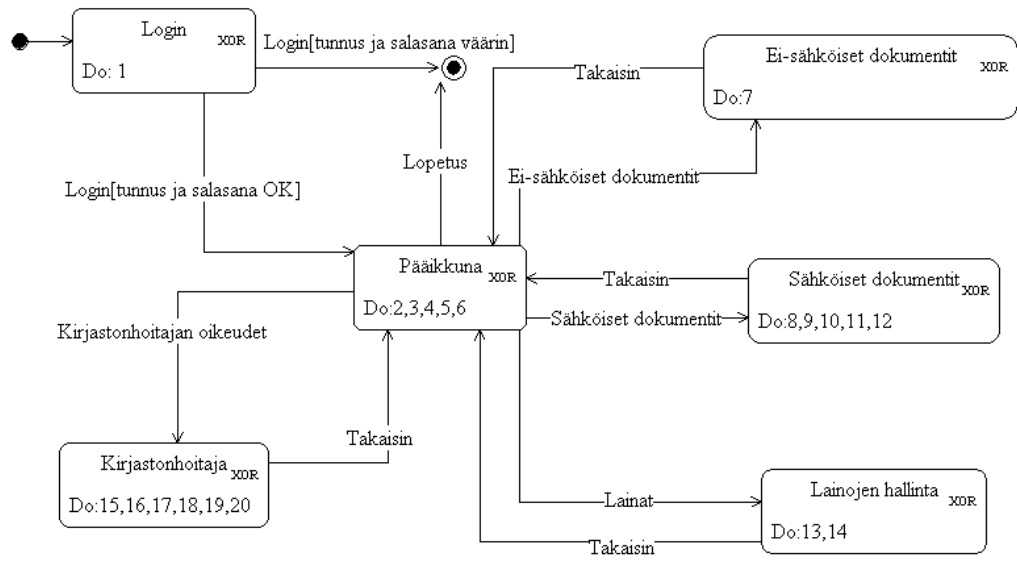 Login
XOR
Do: 1
Login[tunnus ja salasana väärin]
Ei-sähköiset dokumentit
XOR
Do:7
Takaisin
Lopetus
Ei-sähköiset dokumentit
Login[tunnus ja salasana OK]
Pääikkuna
XOR
Do:2,3,4,5,6
Takaisin
Sähköiset dokumentit
XOR
Do:8,9,10,11,12
Sähköiset dokumentit
Kirjastonhoitajan oikeudet
Takaisin
Kirjastonhoitaja
XOR
Do:15,16,17,18,19,20
Lainat
Lainojen hallinta
XOR
Do:13,14
Takaisin